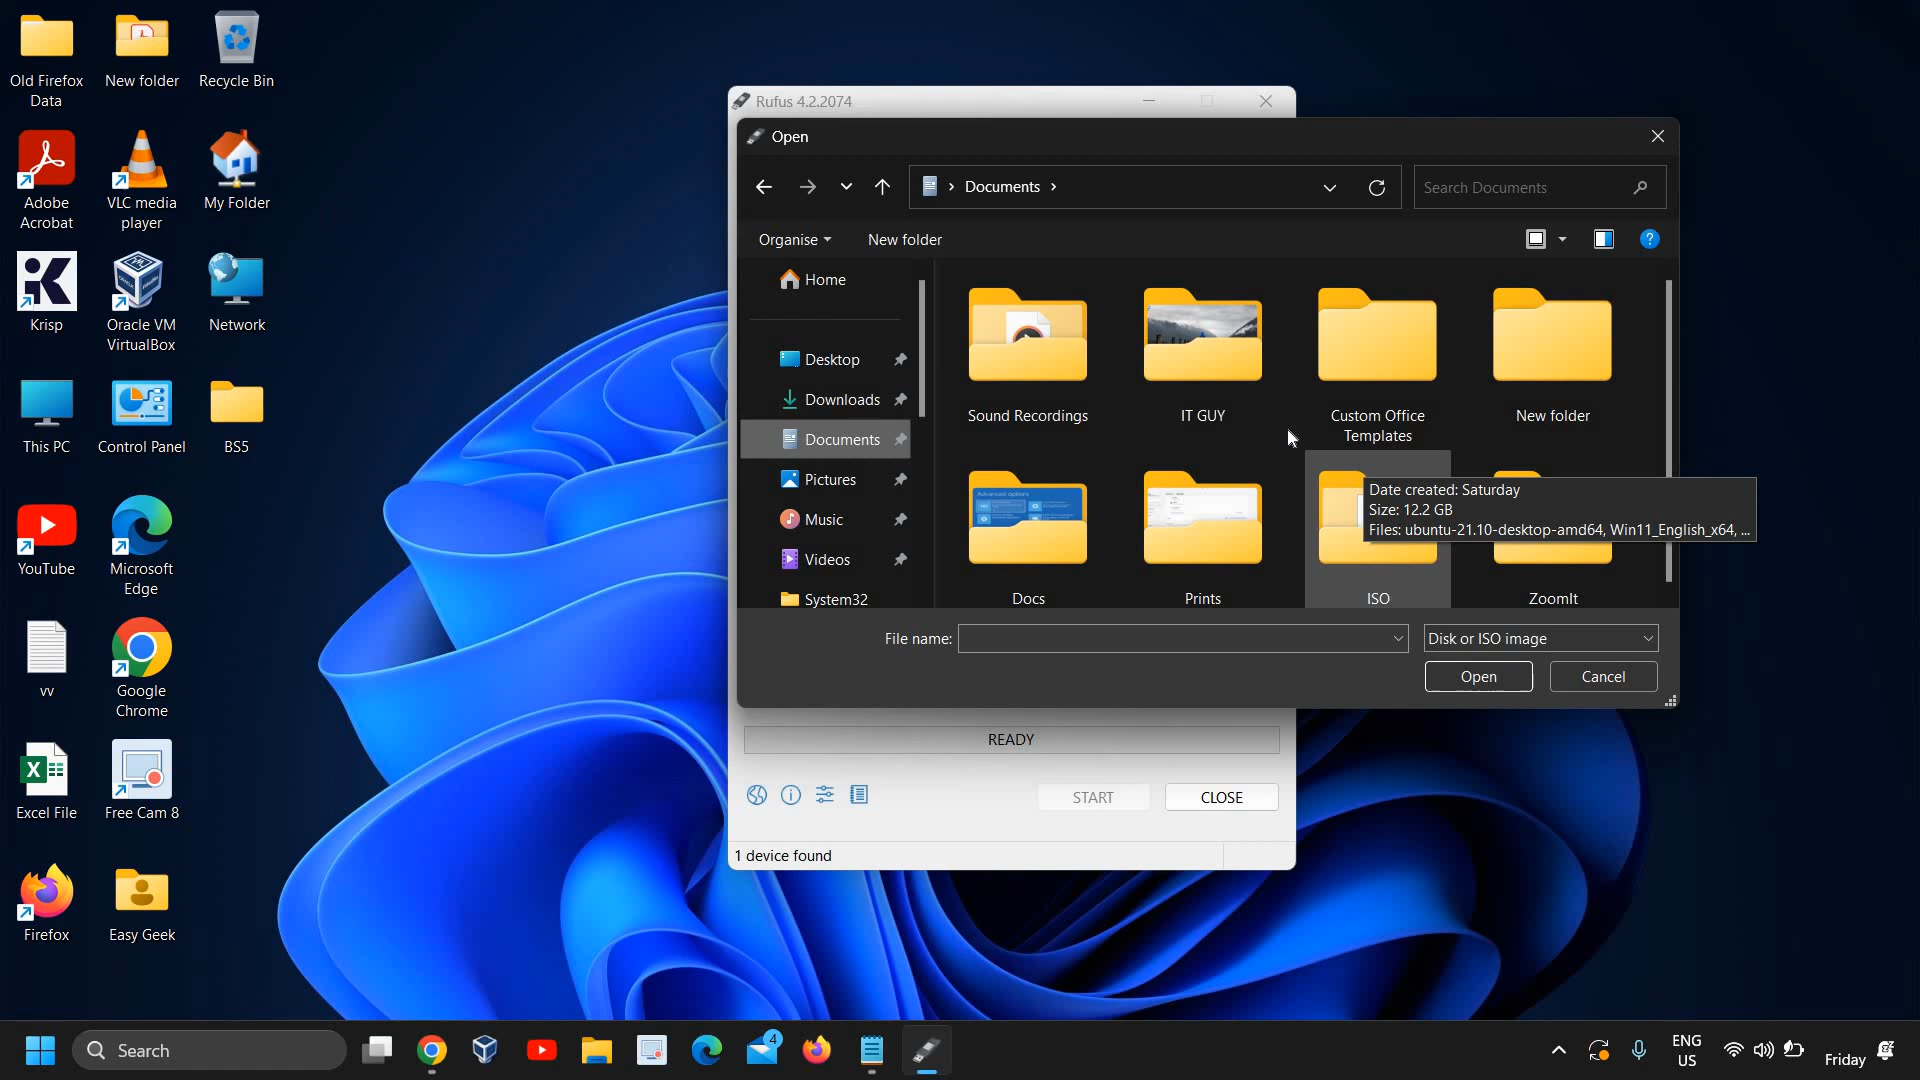 Old Firefox
Data
New folder
Recycle Bin
Adobe
Acrobat
VLC media
player
My Folder
Krisp
Oracle VM
VirtualBox
Network
This PC
Control Panel
BS5
YouTube
Microsoft
Edge
vv
Google
Chrome
Excel File
Free Cam 8
Firefox
Easy Geek
Rufus 4.2.2074
Open
Documents
Search Documents
Organise
New folder
Home
Desktop
Downloads
Documents
Pictures
Music
Videos
System32
Sound Recordings
IT GUY
Custom Office
Templates
New folder
Advanced options
Docs
Prints
ISO
ZoomIt
Date created: Saturday
Size: 12.2 GB
Files: ubuntu-21.10-desktop-amd64, Win11_English_x64, ...
File name:
Disk or ISO image
Open
Cancel
READY
START
CLOSE
1 device found
Search
4
ENG
US
Friday